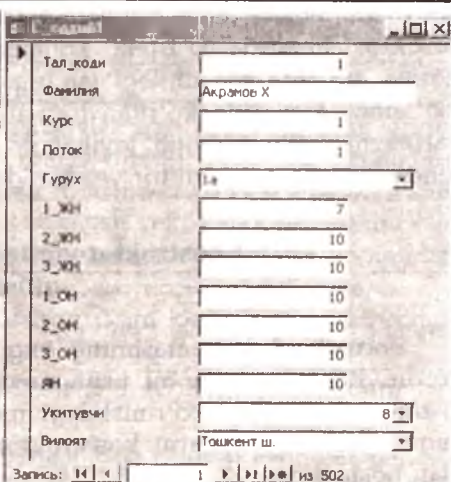 Тал_коди 1
Фамилия Акрамов Х
Курс 1
Поток 1
Гурух 1а
1_ЖН 7
2_ЖН 10
3_ЖН 10
1_ОН 10
2_ОН 10
3_ОН 10
ЯН 10
Укитувчи 8
Вилоят Тошкент ш.
Запись: 1 из 502